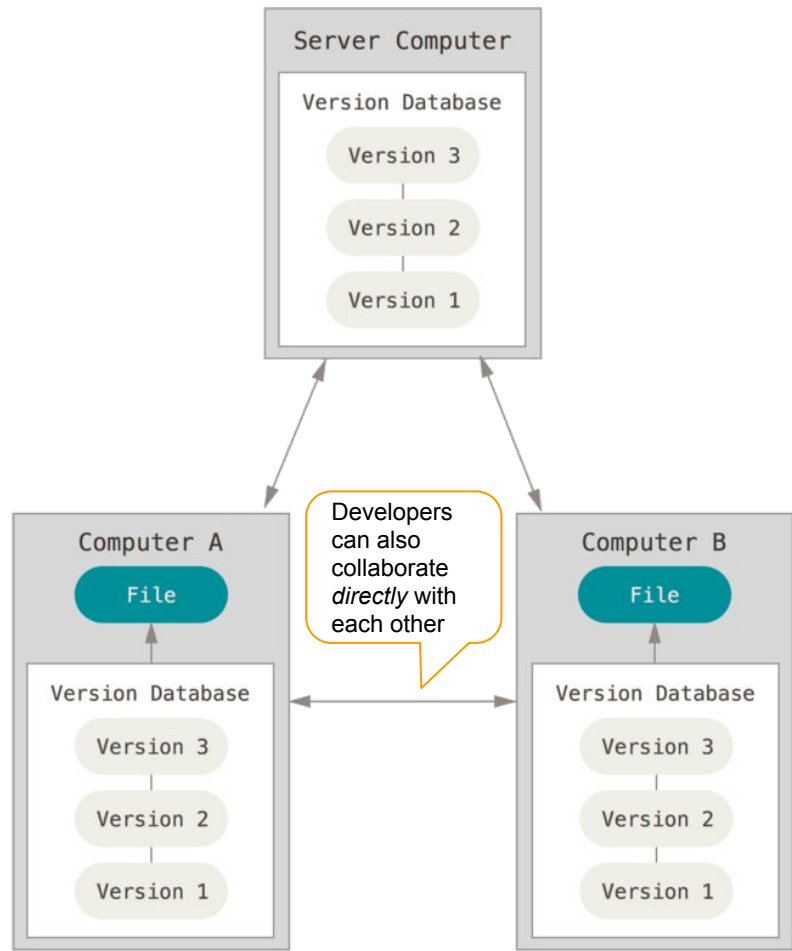 Server Computer
Version Database
Version 3
Version 2
Version 1
Developers
can also
collaborate
directly with
each other
Computer A
File
Version Database
Version 3
Version 2
Version 1
Computer B
File
Version Database
Version 3
Version 2
Version 1